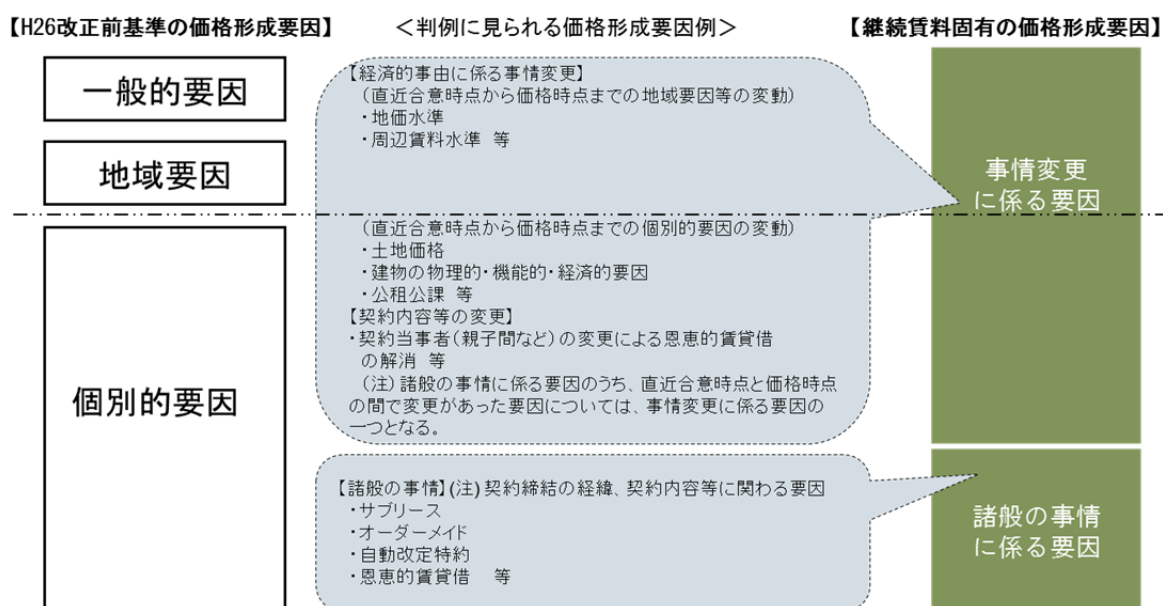 【H26改正前基準の価格形成要因】
＜判例に見られる価格形成要因例＞
【継続賃料固有の価格形成要因】
一般的要因
地域要因
個別的要因
【経済的事由に係る事情変更】
（直近合意時点から価格時点までの地域要因等の変動）
・地価水準
・周辺賃料水準 等
（直近合意時点から価格時点までの個別的要因の変動）
・土地価格
・建物の物理的・機能的・経済的要因
・公租公課 等
【契約内容等の変更】
・契約当事者（親子間など）の変更による恩恵的賃貸借
の解消 等
（注）諸般の事情に係る要因のうち、直近合意時点と価格時点
の間で変更があった要因については、事情変更に係る要因の
一つとなる。
【諸般の事情】(注)契約締結の経緯、契約内容等に関わる要因
・サブリース
・オーダーメイド
・自動改定特約
・恩恵的賃貸借 等
事情変更
に係る要因
諸般の事情
に係る要因